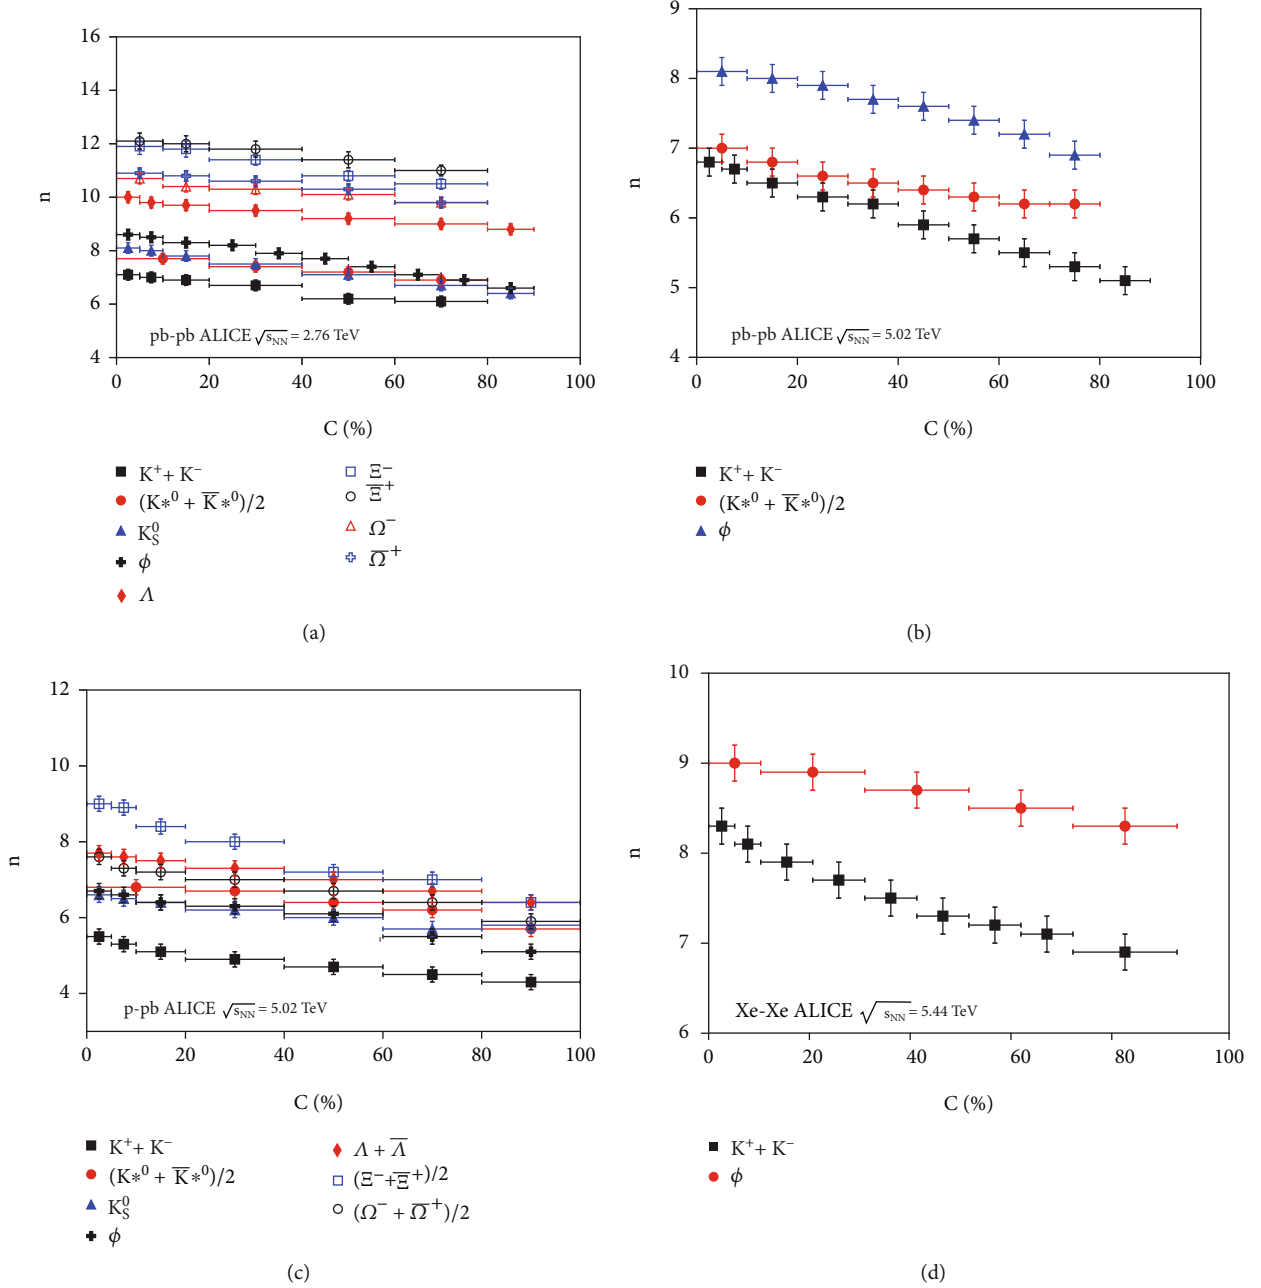 16
14
12
10
8
6
4
n
pb-pb ALICE √sNN = 2.76 TeV
0 20 40 60 80 100
C (%)
K⁺ + K⁻
(K*⁰ + K̅*⁰)/2
K⁰S
ϕ
Λ
Ξ⁻
Ξ̅⁺
Ω⁻
Ω̅⁺
(a)
9
8
7
6
5
4
n
pb-pb ALICE √sNN = 5.02 TeV
0 20 40 60 80 100
C (%)
K⁺ + K⁻
(K*⁰ + K̅*⁰)/2
ϕ
(b)
12
10
8
6
4
n
p-pb ALICE √sNN = 5.02 TeV
0 20 40 60 80 100
C (%)
K⁺ + K⁻
(K*⁰ + K̅*⁰)/2
K⁰S
ϕ
Λ + Λ̅
(Ξ⁻+Ξ̅⁺)/2
(Ω⁻ + Ω̅⁺)/2
(c)
10
9
8
7
6
n
Xe-Xe ALICE √sNN = 5.44 TeV
0 20 40 60 80 100
C (%)
K⁺ + K⁻
ϕ
(d)